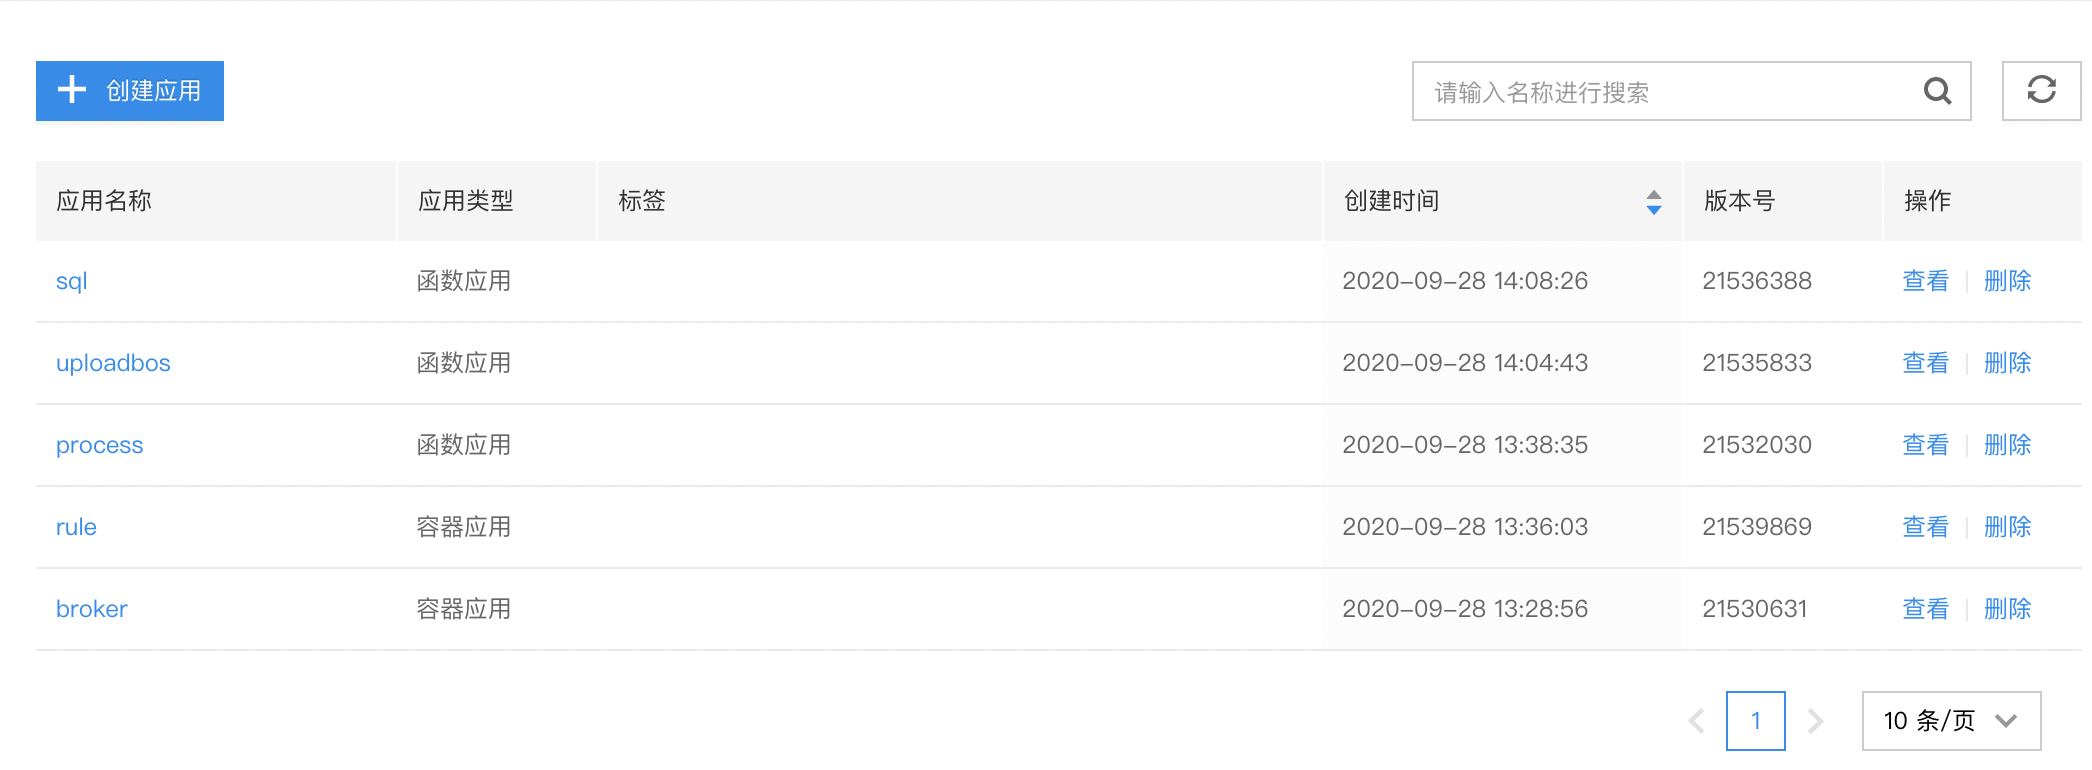 创建应用
请输入名称进行搜索
应用名称 应用类型 标签 创建时间 版本号 操作
sql 函数应用 2020-09-28 14:08:26 21536388 查看 删除
uploadbos 函数应用 2020-09-28 14:04:43 21535833 查看 删除
process 函数应用 2020-09-28 13:38:35 21532030 查看 删除
rule 容器应用 2020-09-28 13:36:03 21539869 查看 删除
broker 容器应用 2020-09-28 13:28:56 21530631 查看 删除
1 10 条/页